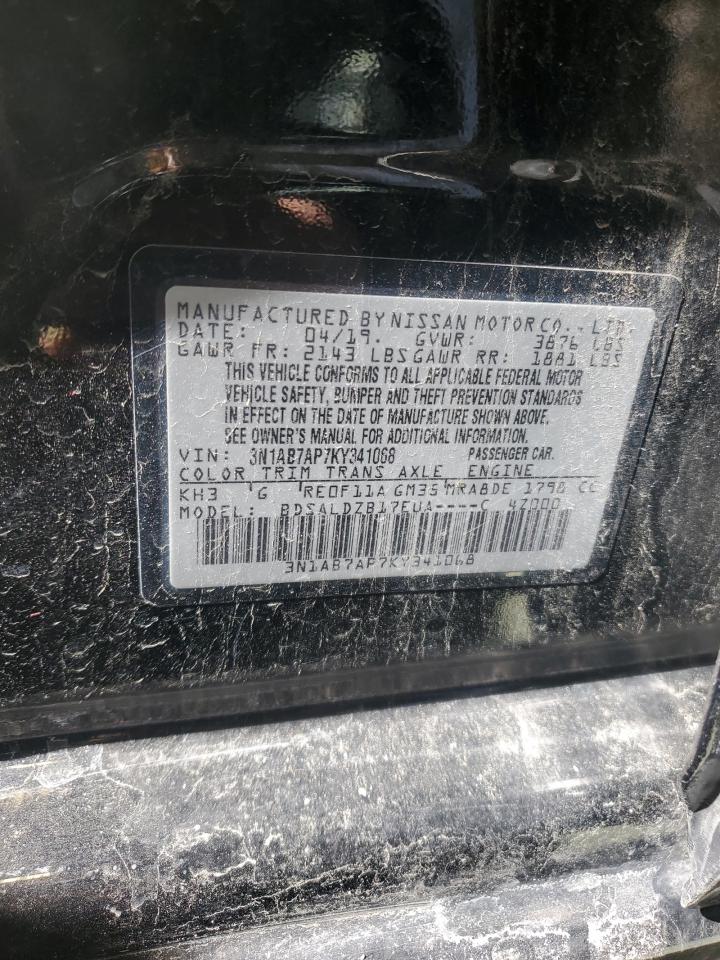 MANUFACTURED BY NISSAN MOTOR CO., LTD.
DATE: 04/19. GVWR: 3876 LBS
GAWR FR: 2143 LBS GAWR RR: 1881 LBS
THIS VEHICLE CONFORMS TO ALL APPLICABLE FEDERAL MOTOR
VEHICLE SAFETY, BUMPER AND THEFT PREVENTION STANDARDS
IN EFFECT ON THE DATE OF MANUFACTURE SHOWN ABOVE.
SEE OWNER'S MANUAL FOR ADDITIONAL INFORMATION.
VIN: 3N1AB7AP7KY341068 PASSENGER CAR.
COLOR TRIM TRANS AXLE ENGINE
KH3 G RE0F11A GM35 MRA8DE 1798 CC
MODEL: BDSALDZB17EUA----C 4Z000
3N1AB7AP7KY341068